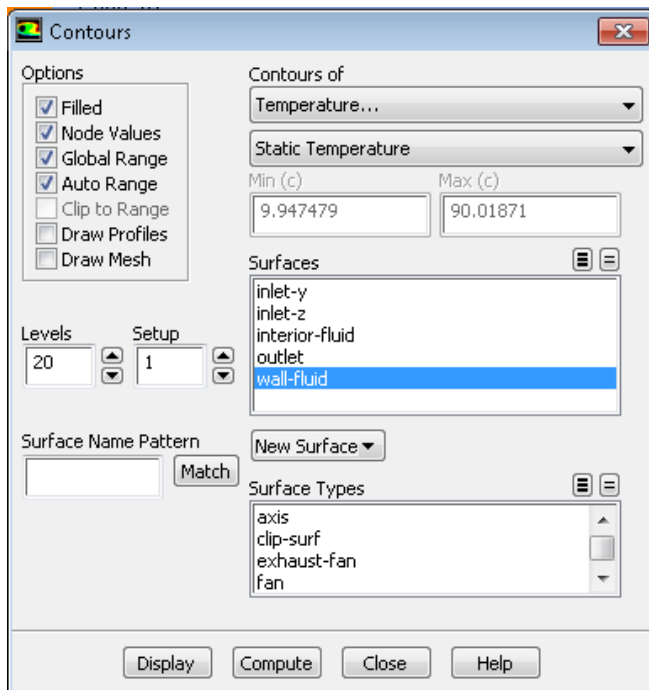 Contours
Options
Filled
Node Values
Global Range
Auto Range
Clip to Range
Draw Profiles
Draw Mesh
Levels
Setup
20
1
Surface Name Pattern
Match
Contours of
Temperature...
Static Temperature
Min (c)
Max (c)
9.947479
90.01871
Surfaces
inlet-y
inlet-z
interior-fluid
outlet
wall-fluid
New Surface
Surface Types
axis
clip-surf
exhaust-fan
fan
Display
Compute
Close
Help